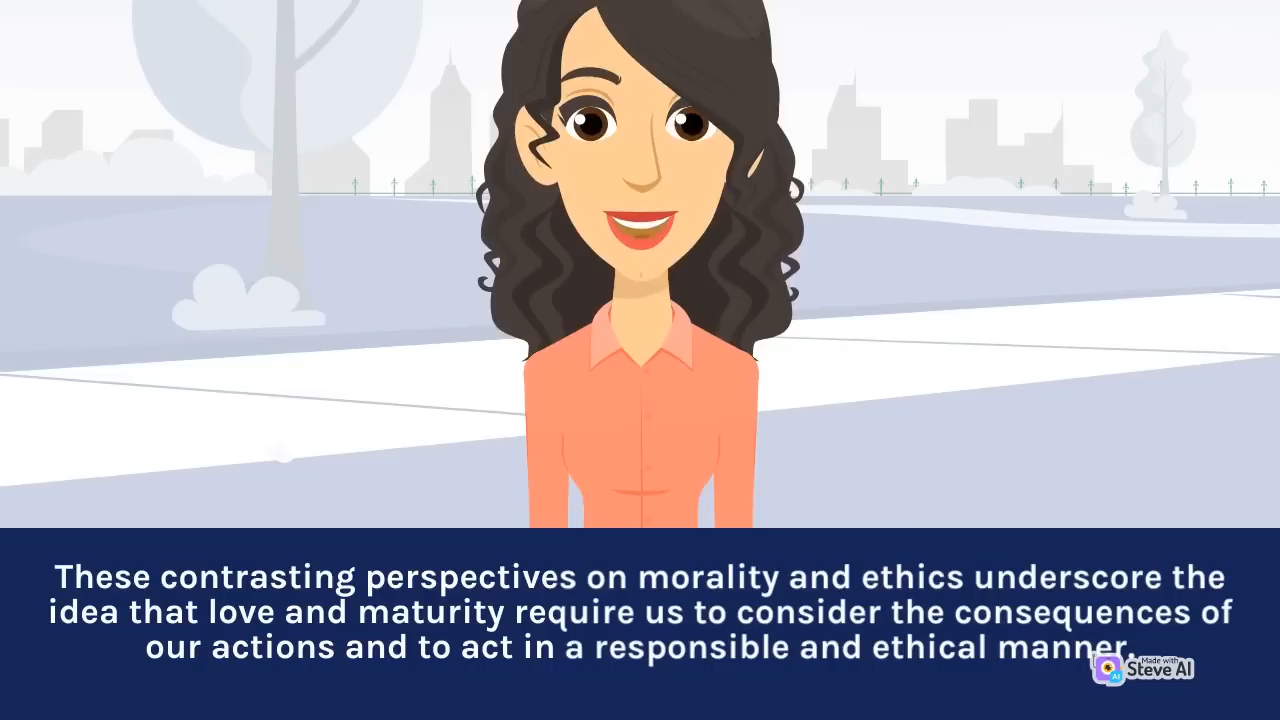 These contrasting perspectives on morality and ethics underscore the
idea that love and maturity require us to consider the consequences of
our actions and to act in a responsible and ethical manner.
Made with
Steve AI
AI